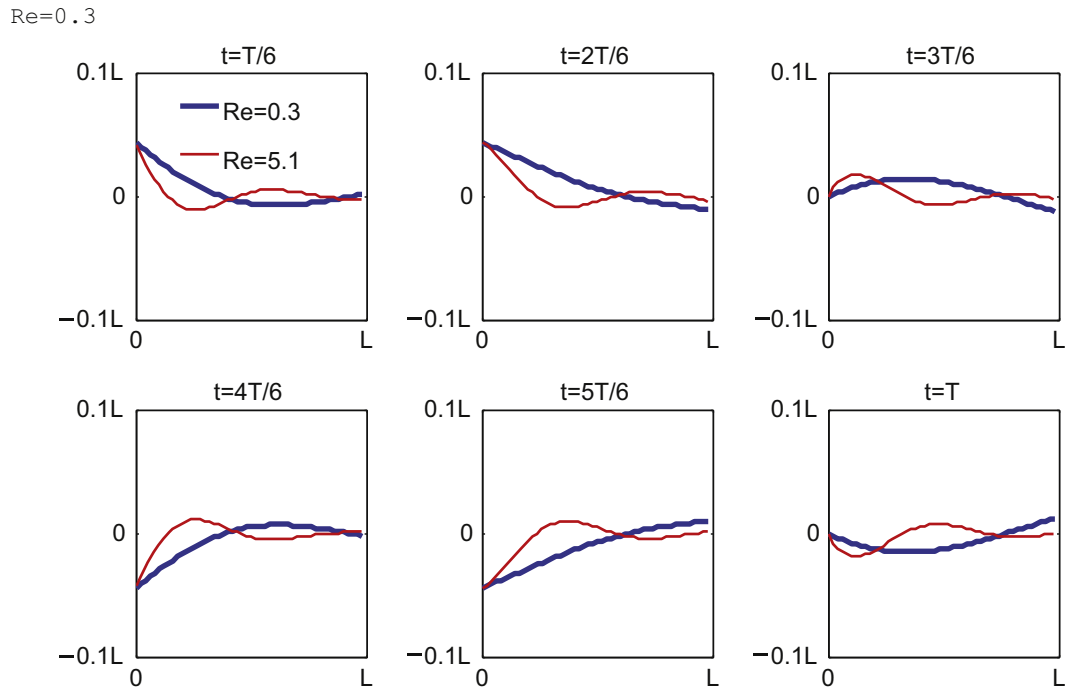 Re=0.3
t=T/6
0.1L
Re=0.3
Re=5.1
0
−0.1L
0
L
t=2T/6
0.1L
0
−0.1L
0
L
t=3T/6
0.1L
0
−0.1L
0
L
t=4T/6
0.1L
0
−0.1L
0
L
t=5T/6
0.1L
0
−0.1L
0
L
t=T
0.1L
0
−0.1L
0
L